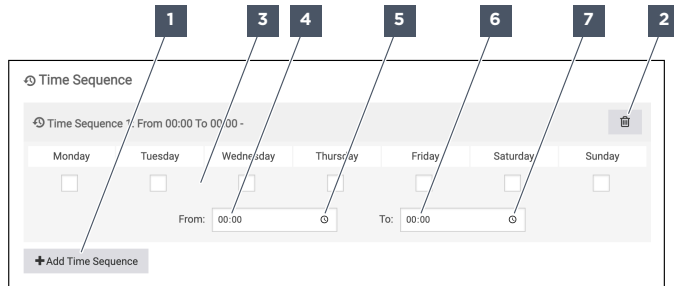 1 3 4 5 6 7 2
Time Sequence
Time Sequence 1: From 00:00 To 00:00 -
Monday Tuesday Wednesday Thursday Friday Saturday Sunday
From: 00:00 To: 00:00
+Add Time Sequence